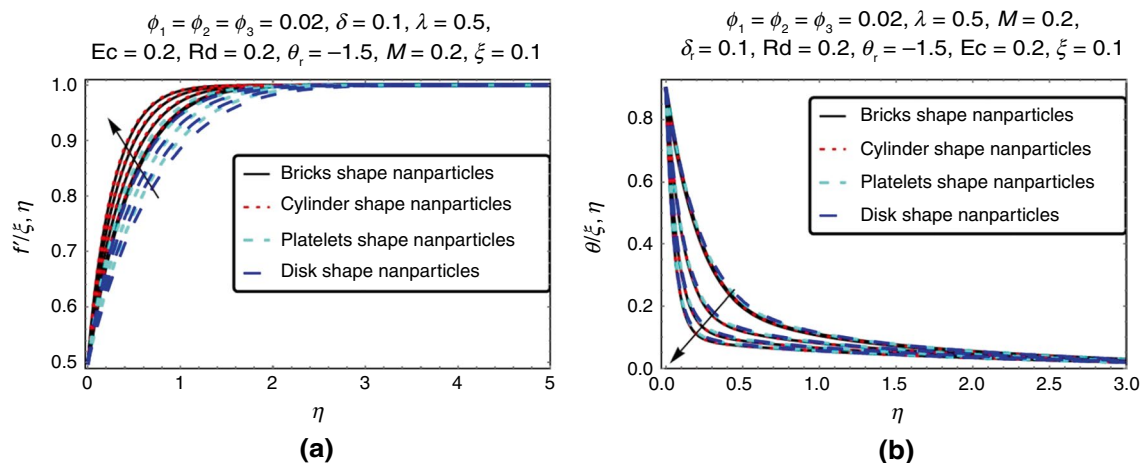 ϕ₁ = ϕ₂ = ϕ₃ = 0.02, δ = 0.1, λ = 0.5,
Ec = 0.2, Rd = 0.2, θᵣ = –1.5, M = 0.2, ξ = 0.1
1.0
0.9
0.8
0.7
0.6
0.5
f′/ξ, η
Bricks shape nanparticles
Cylinder shape nanparticles
Platelets shape nanparticles
Disk shape nanparticles
0 1 2 3 4 5
η
(a)
ϕ₁ = ϕ₂ = ϕ₃ = 0.02, λ = 0.5, M = 0.2,
δᵣ = 0.1, Rd = 0.2, θᵣ = –1.5, Ec = 0.2, ξ = 0.1
0.8
0.6
0.4
0.2
0.0
θ/ξ, η
Bricks shape nanparticles
Cylinder shape nanparticles
Platelets shape nanparticles
Disk shape nanparticles
0.0 0.5 1.0 1.5 2.0 2.5 3.0
η
(b)